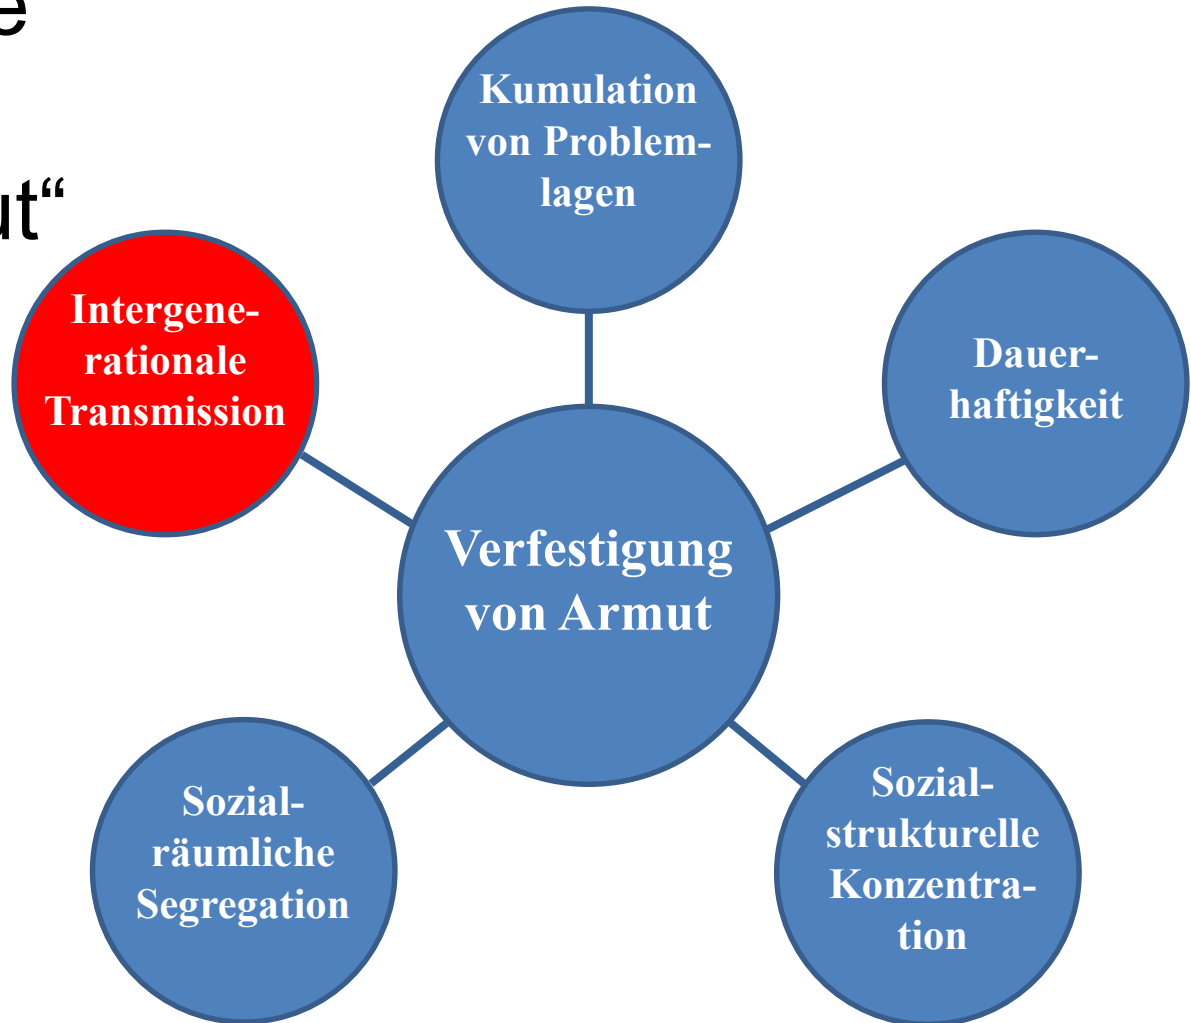 e
ut“
Kumulation
von Problem-
lagen
Intergene-
rationale
Transmission
Dauer-
haftigkeit
Verfestigung
von Armut
Sozial-
räumliche
Segregation
Sozial-
strukturelle
Konzentra-
tion